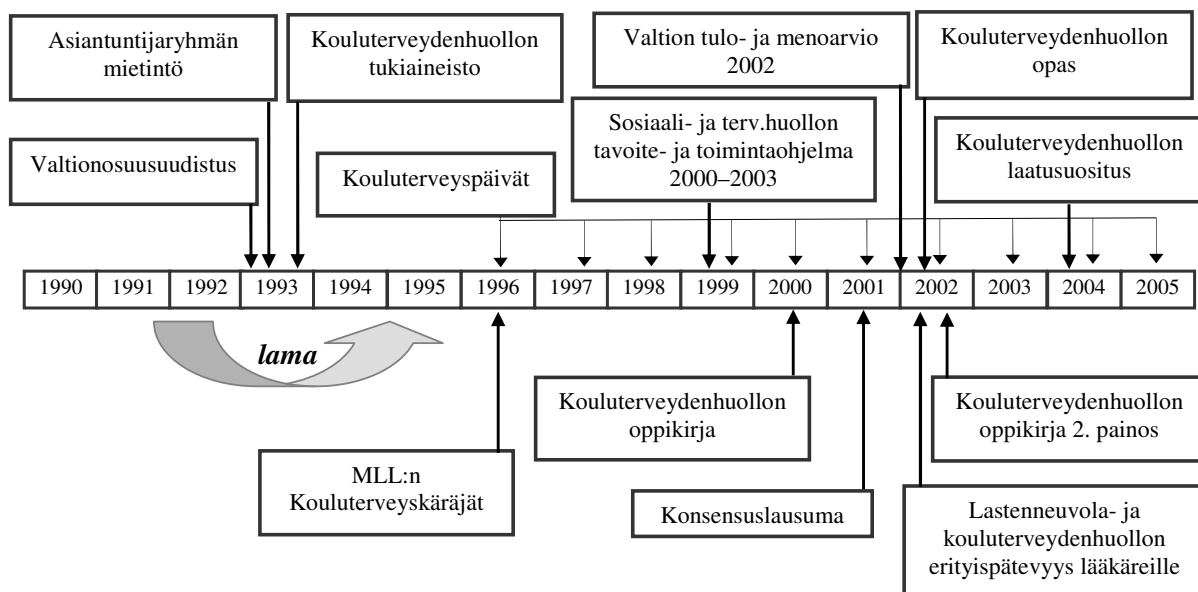 Asiantuntijaryhmän
mietintö
Kouluterveydenhuollon
tukiaineisto
Valtion tulo- ja menoarvio
2002
Kouluterveydenhuollon
opas
Valtionosuusuudistus
Kouluterveyspäivät
Sosiaali- ja terv.huollon
tavoite- ja toimintaohjelma
2000–2003
Kouluterveydenhuollon
laatusuositus
1990 1991 1992 1993 1994 1995 1996 1997 1998 1999 2000 2001 2002 2003 2004 2005
lama
Kouluterveydenhuollon
oppikirja
Kouluterveydenhuollon
oppikirja 2. painos
MLL:n
Kouluterveyskäräjät
Konsensuslausuma
Lastenneuvola- ja
kouluterveydenhuollon
erityispätevyys lääkäreille